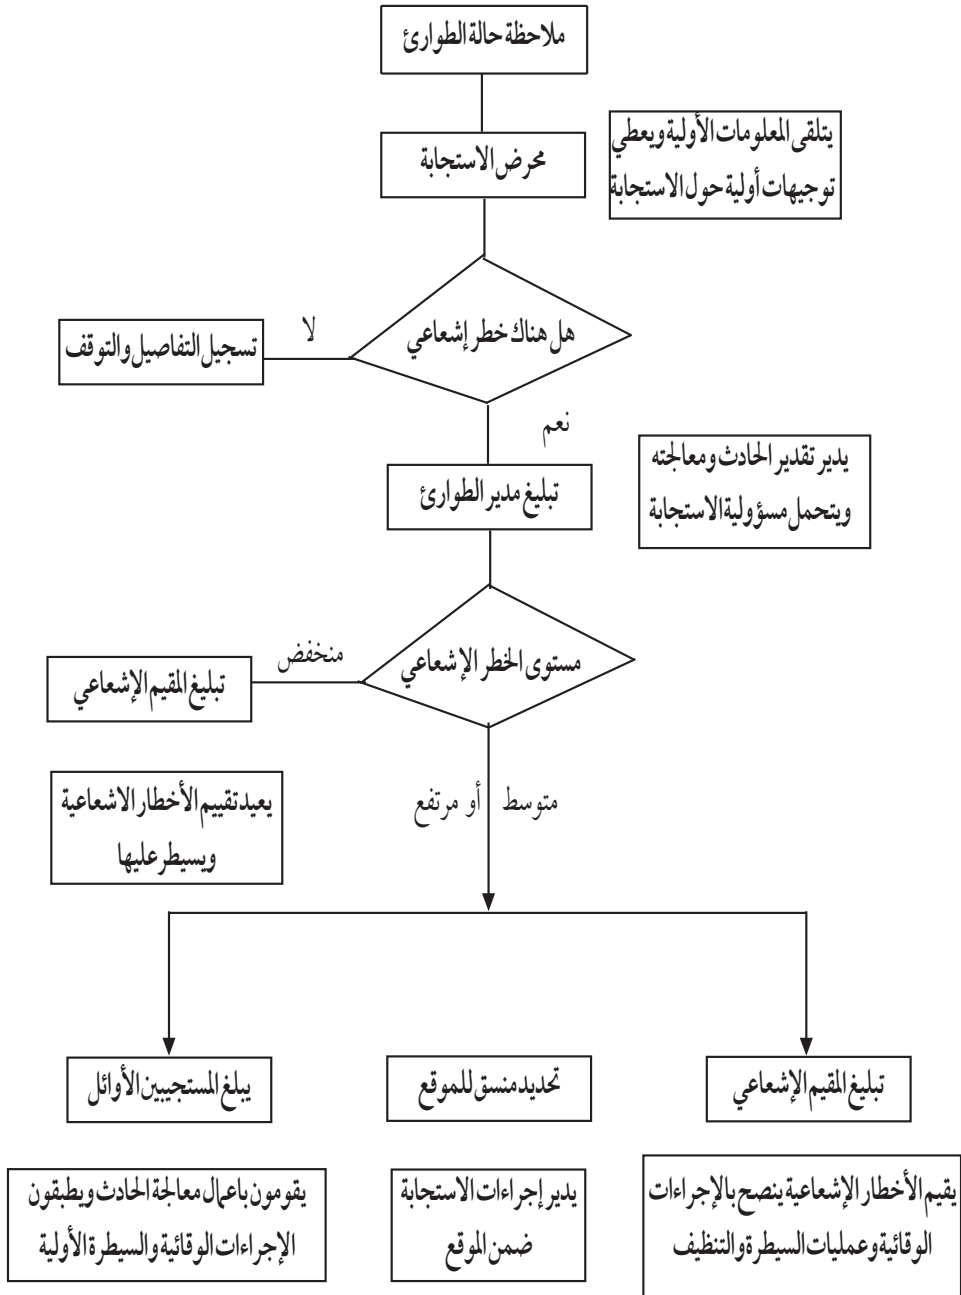 ملاحظة حالة الطوارئ
محرض الاستجابة
يتلقى المعلومات الأولية ويعطي
توجيهات أولية حول الاستجابة
هل هناك خطر إشعاعي
لا
تسجيل التفاصيل والتوقف
نعم
تبليغ مدير الطوارئ
يدير تقدير الحادث ومعالجته
ويتحمل مسؤولية الاستجابة
مستوى الخطر الإشعاعي
منخفض
تبليغ المقيم الإشعاعي
يعيد تقييم الأخطار الاشعاعية
ويسيطر عليها
متوسط أو مرتفع
تبليغ المقيم الإشعاعي
تحديد منسق للموقع
يبلغ المستجيبين الأوائل
يقيم الأخطار الإشعاعية ينصح بالإجراءات
الوقائية وعمليات السيطرة والتنظيف
يدير إجراءات الاستجابة
ضمن الموقع
يقومون باعمال معالجة الحادث ويطبقون
الإجراءات الوقائية والسيطرة الأولية